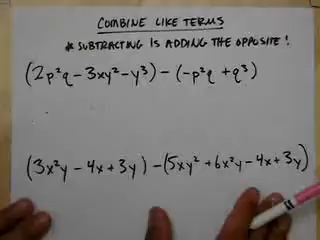 COMBINE LIKE TERMS
* SUBTRACTING IS ADDING THE OPPOSITE!
(2p²q - 3xy² - y³) - (-p²q + q³)
(3x²y - 4x + 3y) - (5xy² + 6x²y - 4x + 3y)